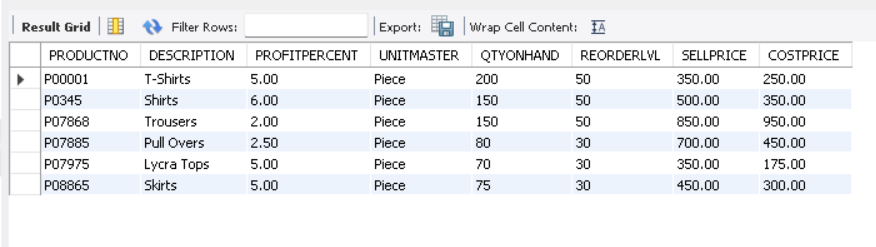 Result Grid Filter Rows: Export: Wrap Cell Content:
PRODUCTNO DESCRIPTION PROFITPERCENT UNITMASTER QTYONHAND REORDERLVL SELLPRICE COSTPRICE
P00001 T-Shirts 5.00 Piece 200 50 350.00 250.00
P0345 Shirts 6.00 Piece 150 50 500.00 350.00
P07868 Trousers 2.00 Piece 150 50 850.00 950.00
P07885 Pull Overs 2.50 Piece 80 30 700.00 450.00
P07975 Lycra Tops 5.00 Piece 70 30 350.00 175.00
P08865 Skirts 5.00 Piece 75 30 450.00 300.00